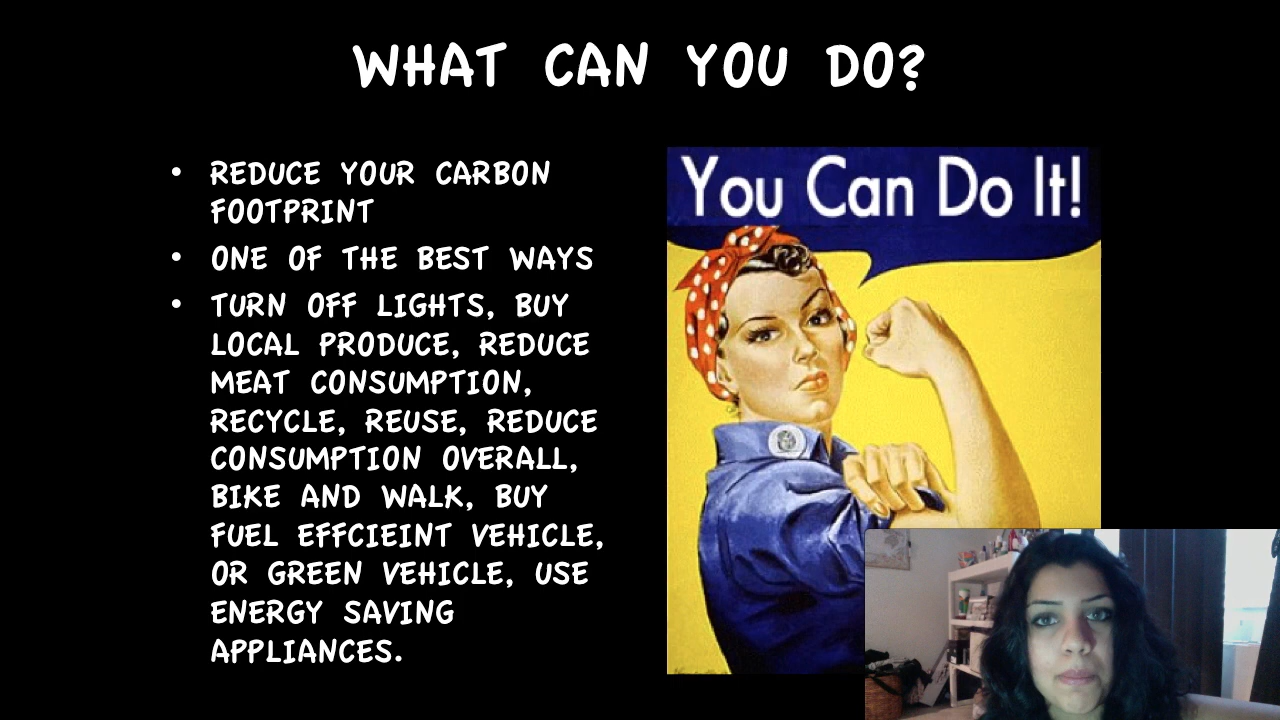 WHAT CAN YOU DO?
• REDUCE YOUR CARBON
FOOTPRINT
• ONE OF THE BEST WAYS
• TURN OFF LIGHTS, BUY
LOCAL PRODUCE, REDUCE
MEAT CONSUMPTION,
RECYCLE, REUSE, REDUCE
CONSUMPTION OVERALL,
BIKE AND WALK, BUY
FUEL EFFCIEINT VEHICLE,
OR GREEN VEHICLE, USE
ENERGY SAVING
APPLIANCES.
You Can Do It!